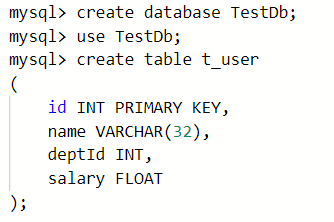 mysql> create database TestDb;
mysql> use TestDb;
mysql> create table t_user
(
    id INT PRIMARY KEY,
    name VARCHAR(32),
    deptId INT,
    salary FLOAT
);